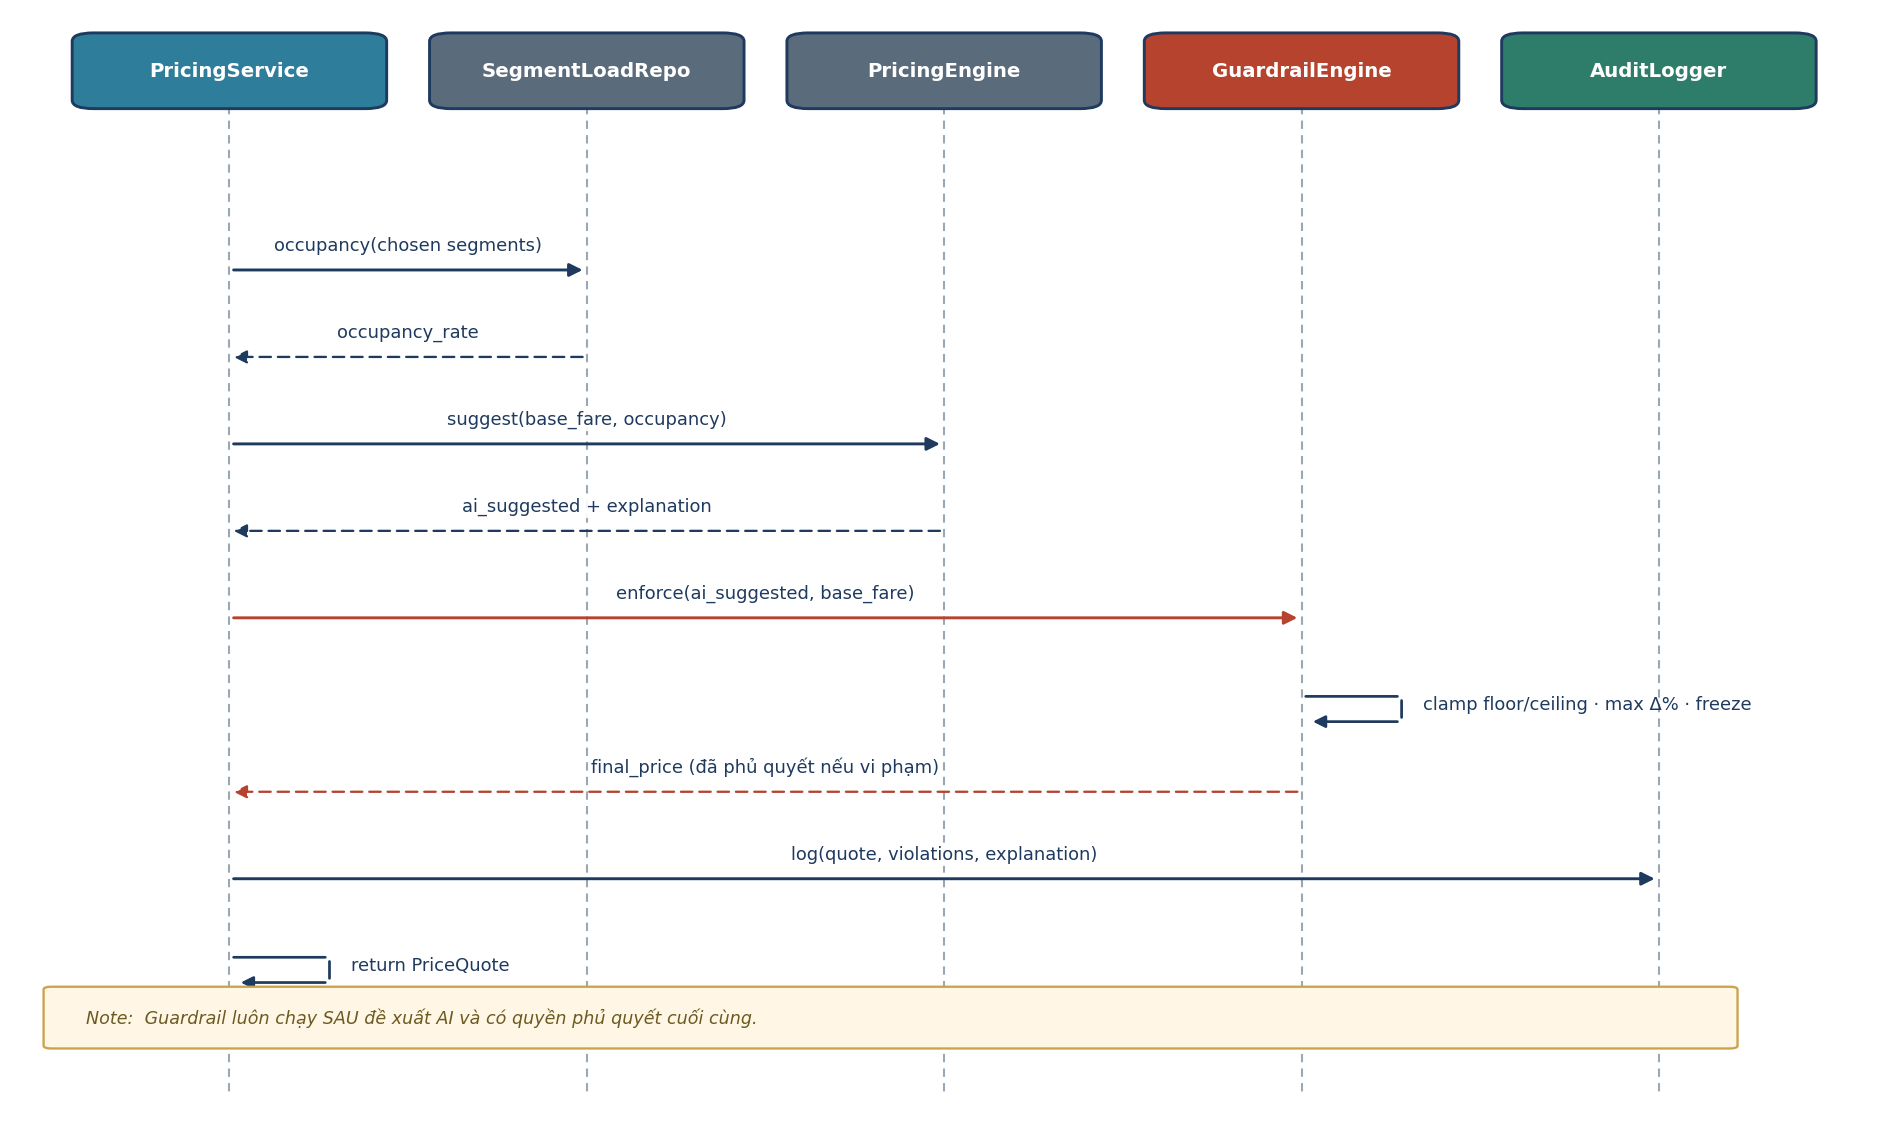 PricingService
SegmentLoadRepo
PricingEngine
GuardrailEngine
AuditLogger
occupancy(chosen segments)
occupancy_rate
suggest(base_fare, occupancy)
ai_suggested + explanation
enforce(ai_suggested, base_fare)
clamp floor/ceiling · max Δ% · freeze
final_price (đã phủ quyết nếu vi phạm)
log(quote, violations, explanation)
return PriceQuote
Note:  Guardrail luôn chạy SAU đề xuất AI và có quyền phủ quyết cuối cùng.